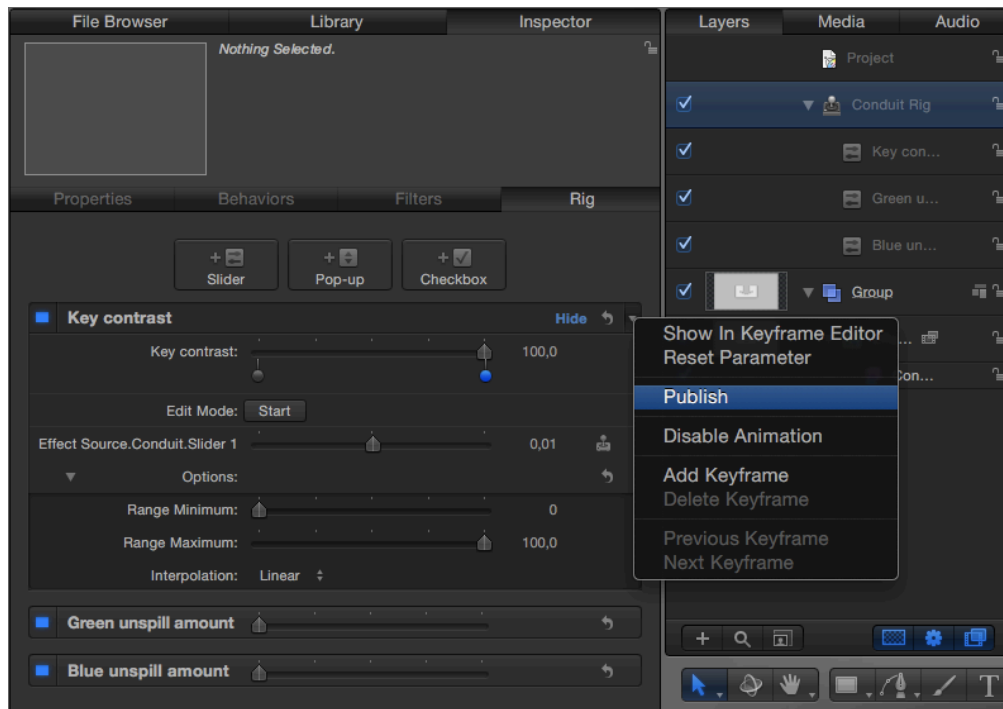 File Browser
Library
Inspector
Nothing Selected.
Properties
Behaviors
Filters
Rig
Slider
Pop-up
Checkbox
Key contrast
Hide
Key contrast:
100,0
Edit Mode:
Start
Effect Source.Conduit.Slider 1
0,01
Options:
Range Minimum:
0
Range Maximum:
100,0
Interpolation:
Linear
Green unspill amount
Blue unspill amount
Layers
Media
Audio
Project
Conduit Rig
Key con...
Green u...
Blue un...
Group
...
Con...
Show In Keyframe Editor
Reset Parameter
Publish
Disable Animation
Add Keyframe
Delete Keyframe
Previous Keyframe
Next Keyframe
T